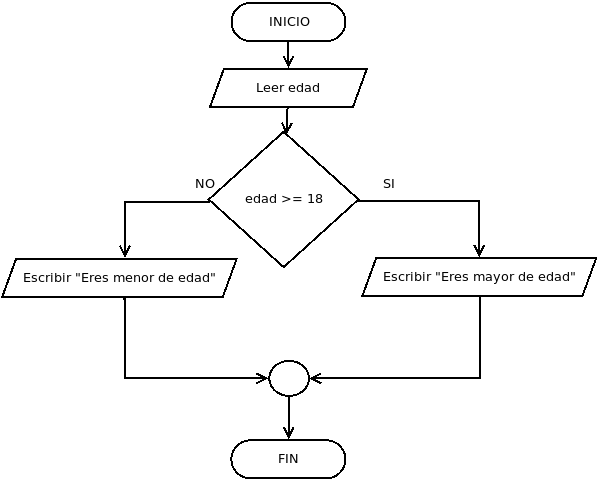 INICIO
Leer edad
NO
SI
edad >= 18
Escribir "Eres menor de edad"
Escribir "Eres mayor de edad"
FIN